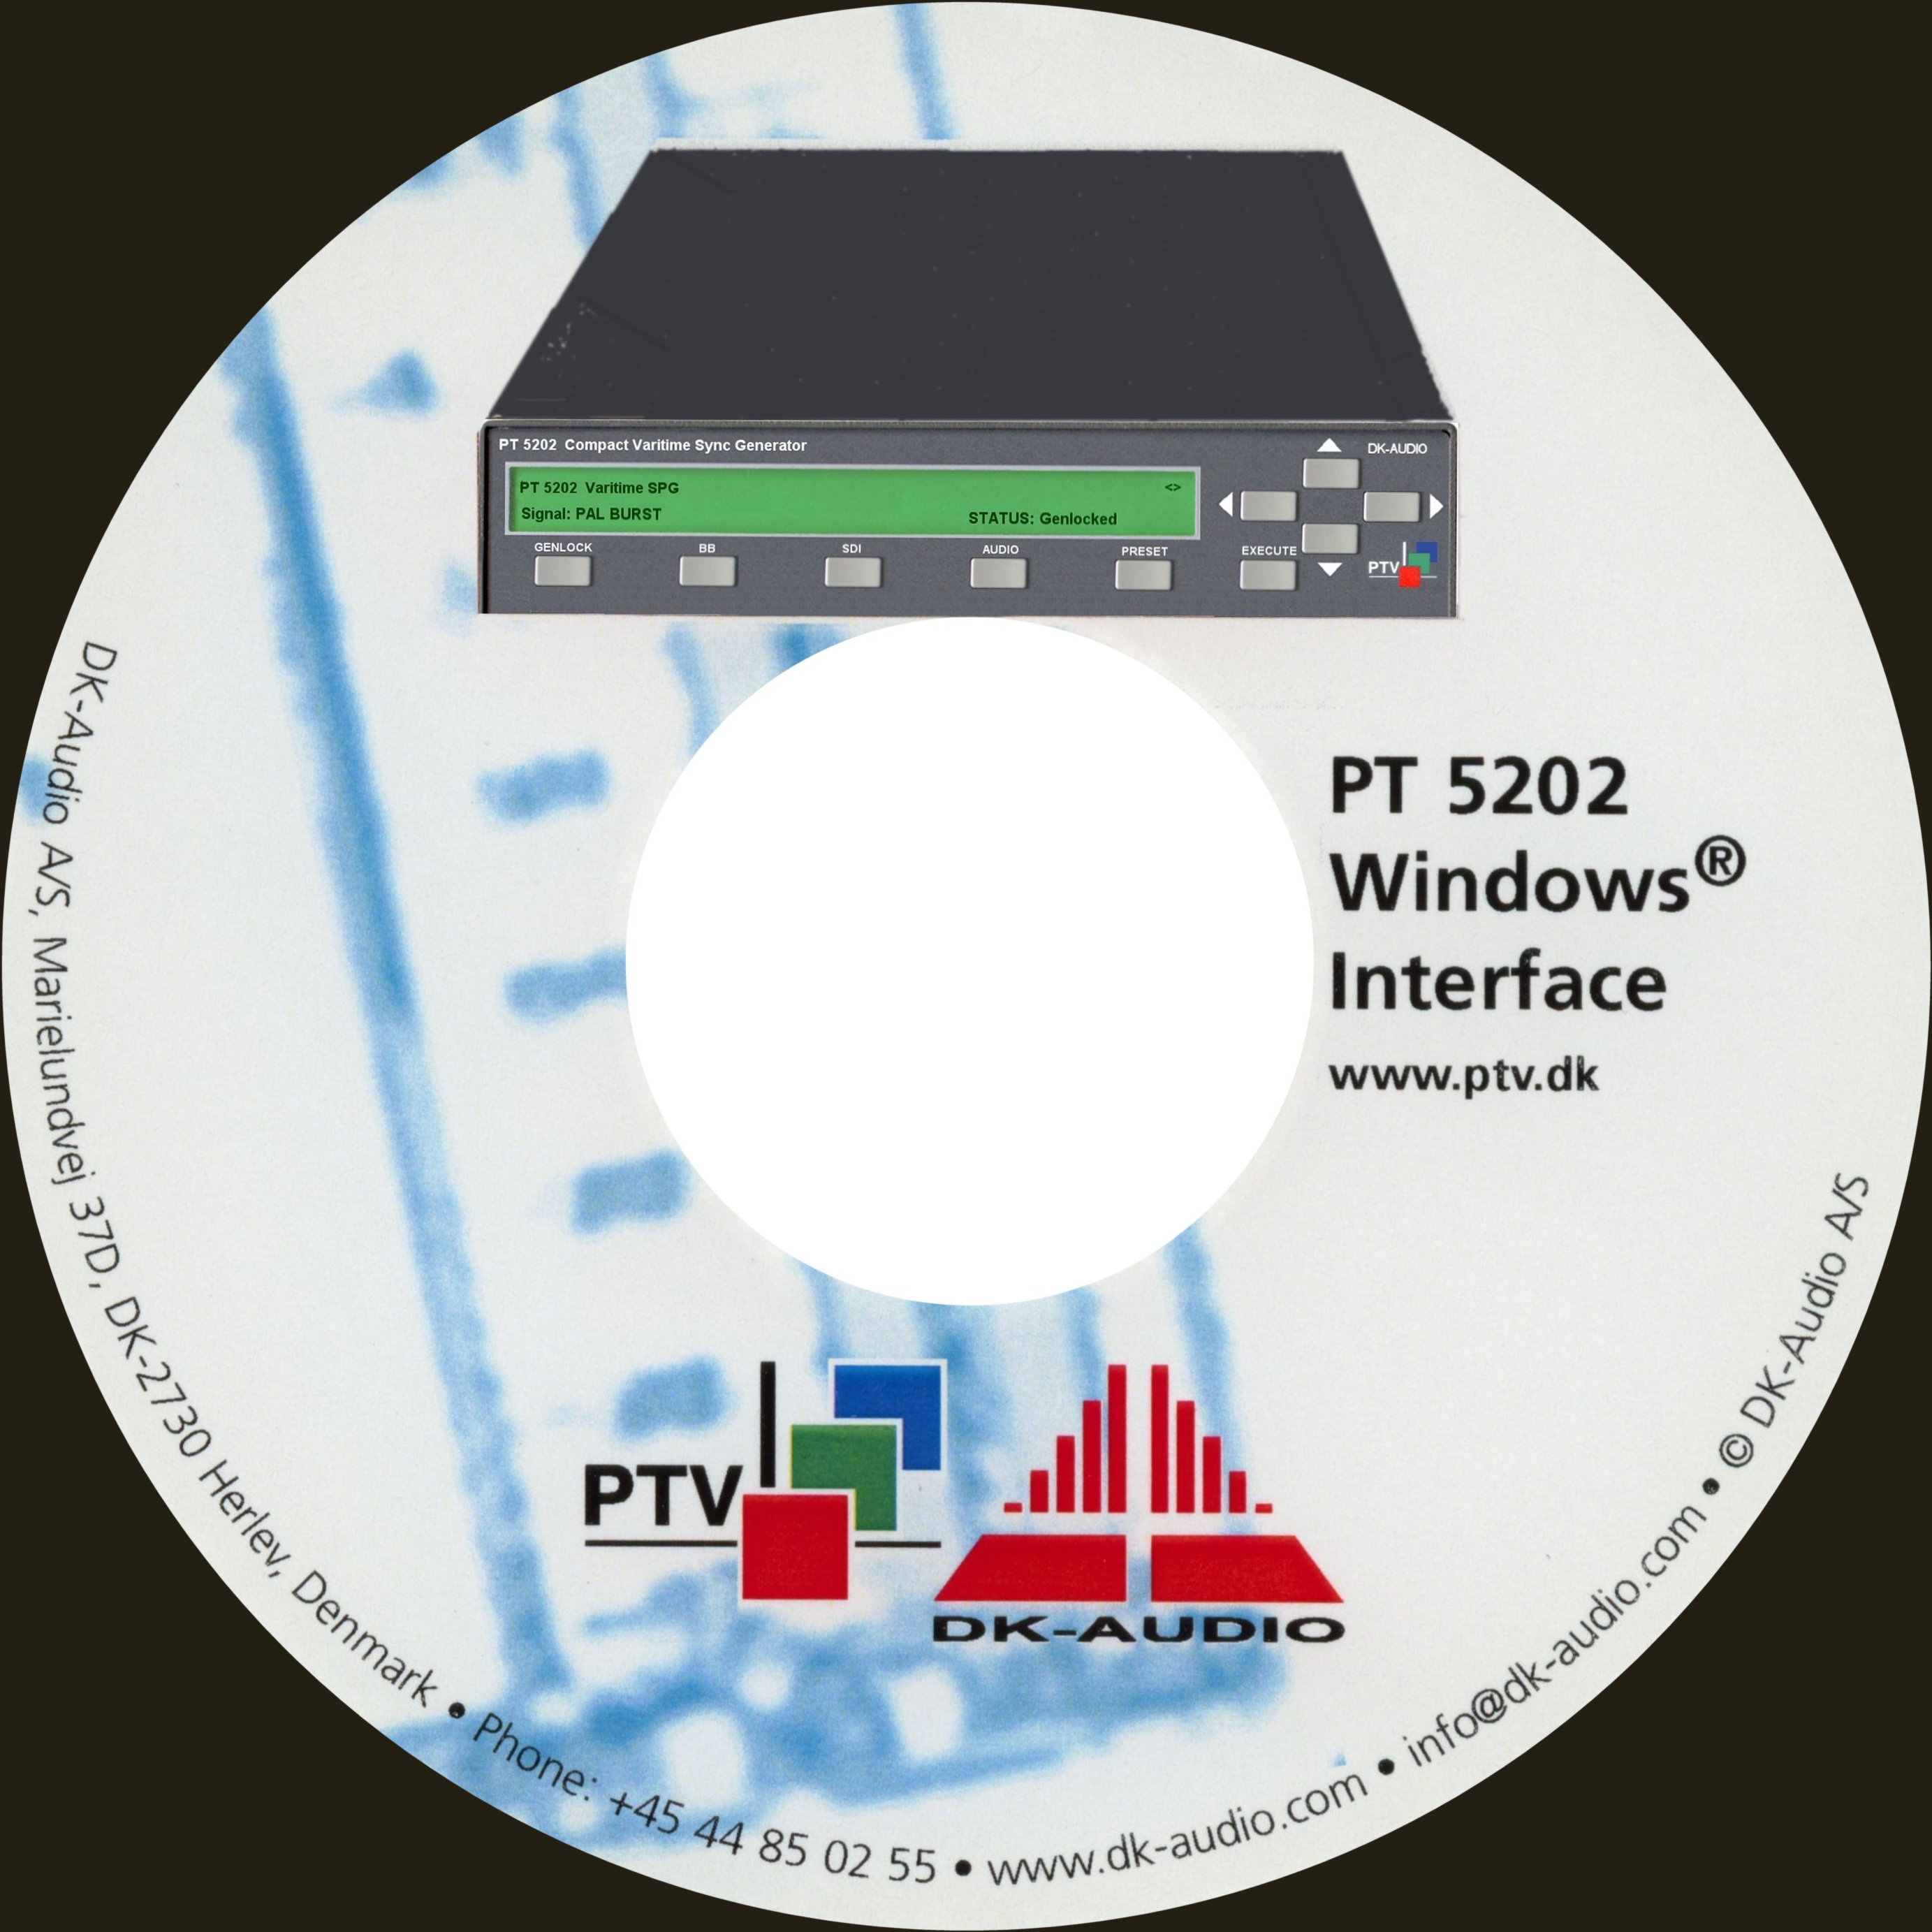 PT 5202 Compact Varitime Sync Generator
DK-AUDIO
PT 5202 Varitime SPG
<>
Signal: PAL BURST
STATUS: Genlocked
GENLOCK
BB
SDI
AUDIO
PRESET
EXECUTE
PTV
PT 5202
Windows®
Interface
www.ptv.dk
PTV
DK-AUDIO
DK-Audio A/S, Marielundvej 37D, DK-2730 Herlev, Denmark • Phone: +45 44 85 02 55 • www.dk-audio.com • info@dk-audio.com • © DK-Audio A/S